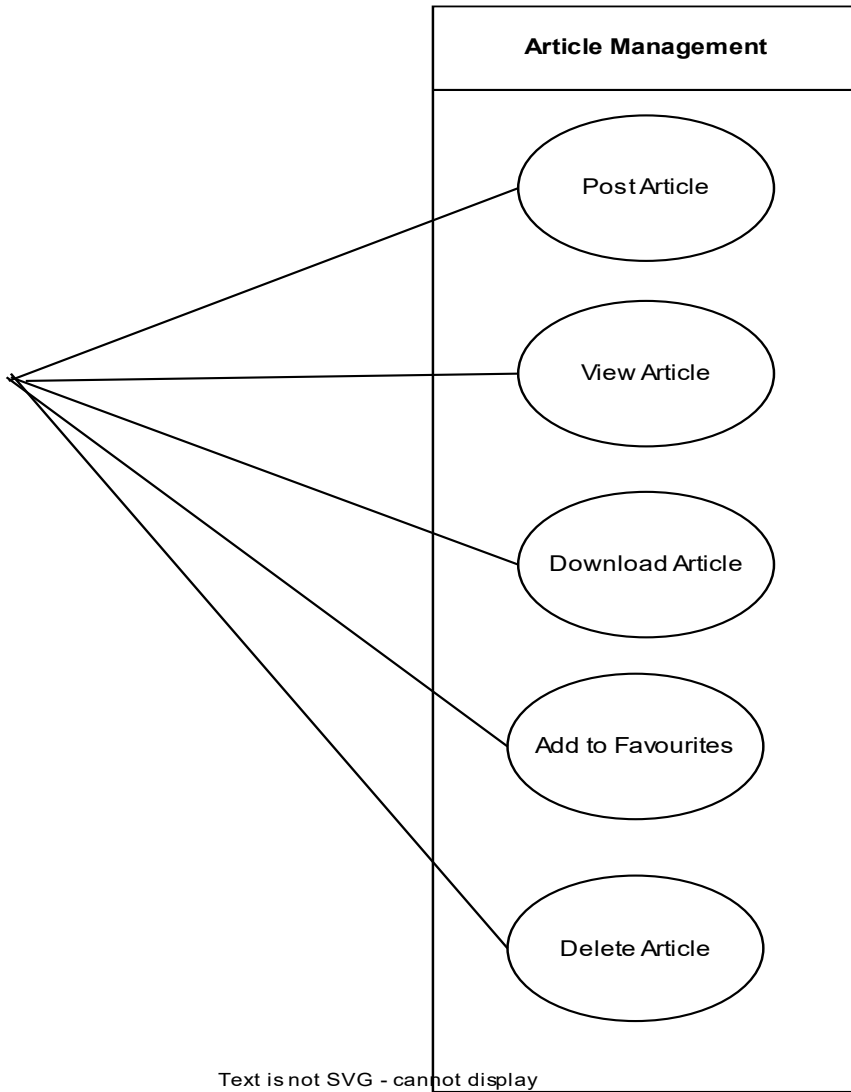 Article Management
Post Article
View Article
Download Article
Add to Favourites
Delete Article
Text is not SVG - cannot display